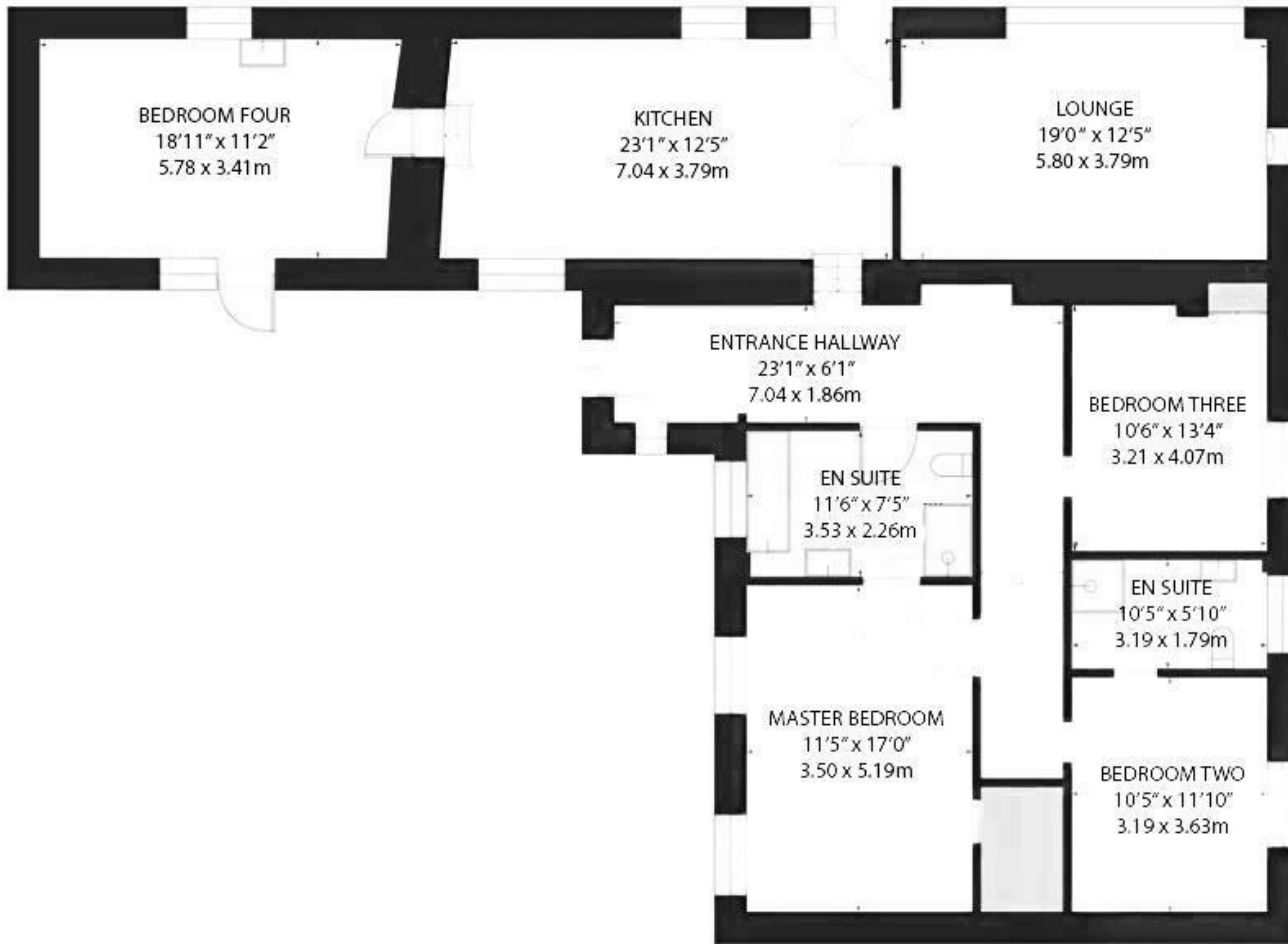 BEDROOM FOUR
18'11" x 11'2"
5.78 x 3.41m
KITCHEN
23'1" x 12'5"
7.04 x 3.79m
LOUNGE
19'0" x 12'5"
5.80 x 3.79m
ENTRANCE HALLWAY
23'1" x 6'1"
7.04 x 1.86m
BEDROOM THREE
10'6" x 13'4"
3.21 x 4.07m
EN SUITE
11'6" x 7'5"
3.53 x 2.26m
EN SUITE
10'5" x 5'10"
3.19 x 1.79m
MASTER BEDROOM
11'5" x 17'0"
3.50 x 5.19m
BEDROOM TWO
10'5" x 11'10"
3.19 x 3.63m